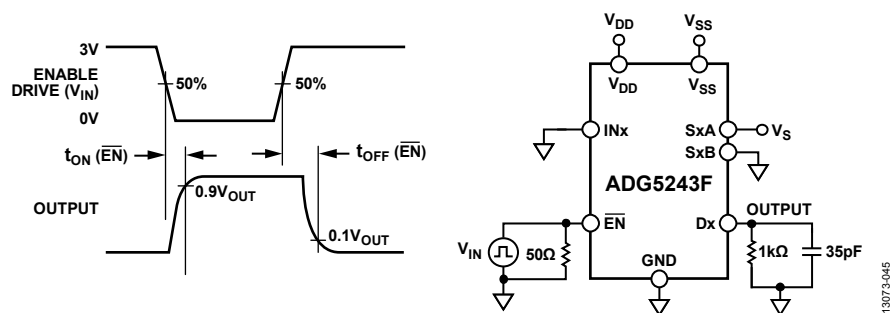 3V
ENABLE
DRIVE (VIN)
0V
50%
50%
tON (EN)
tOFF (EN)
OUTPUT
0.9VOUT
0.1VOUT
VDD
VSS
VDD
VSS
INx
SxA
VS
SxB
ADG5243F
EN
Dx
OUTPUT
VIN
50Ω
GND
1kΩ
35pF
13073-045